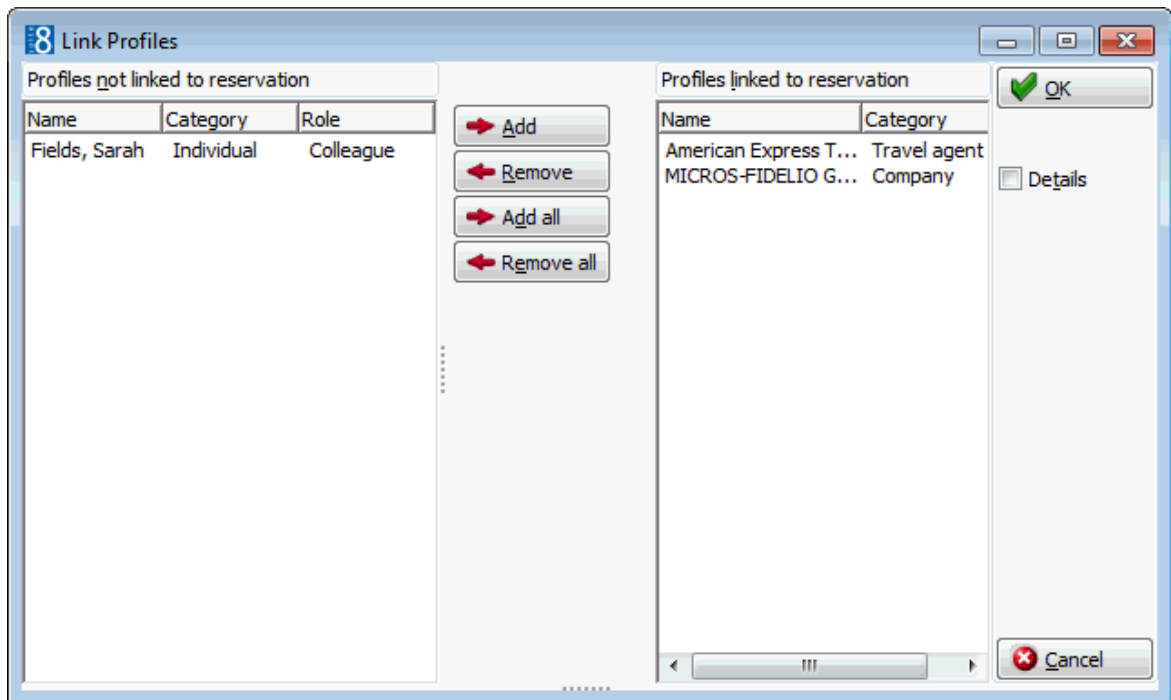 8 Link Profiles
Profiles not linked to reservation
Name Category Role
Fields, Sarah Individual Colleague
Add
Remove
Add all
Remove all
Profiles linked to reservation
Name Category
American Express T... Travel agent
MICROS-FIDELIO G... Company
OK
Details
Cancel